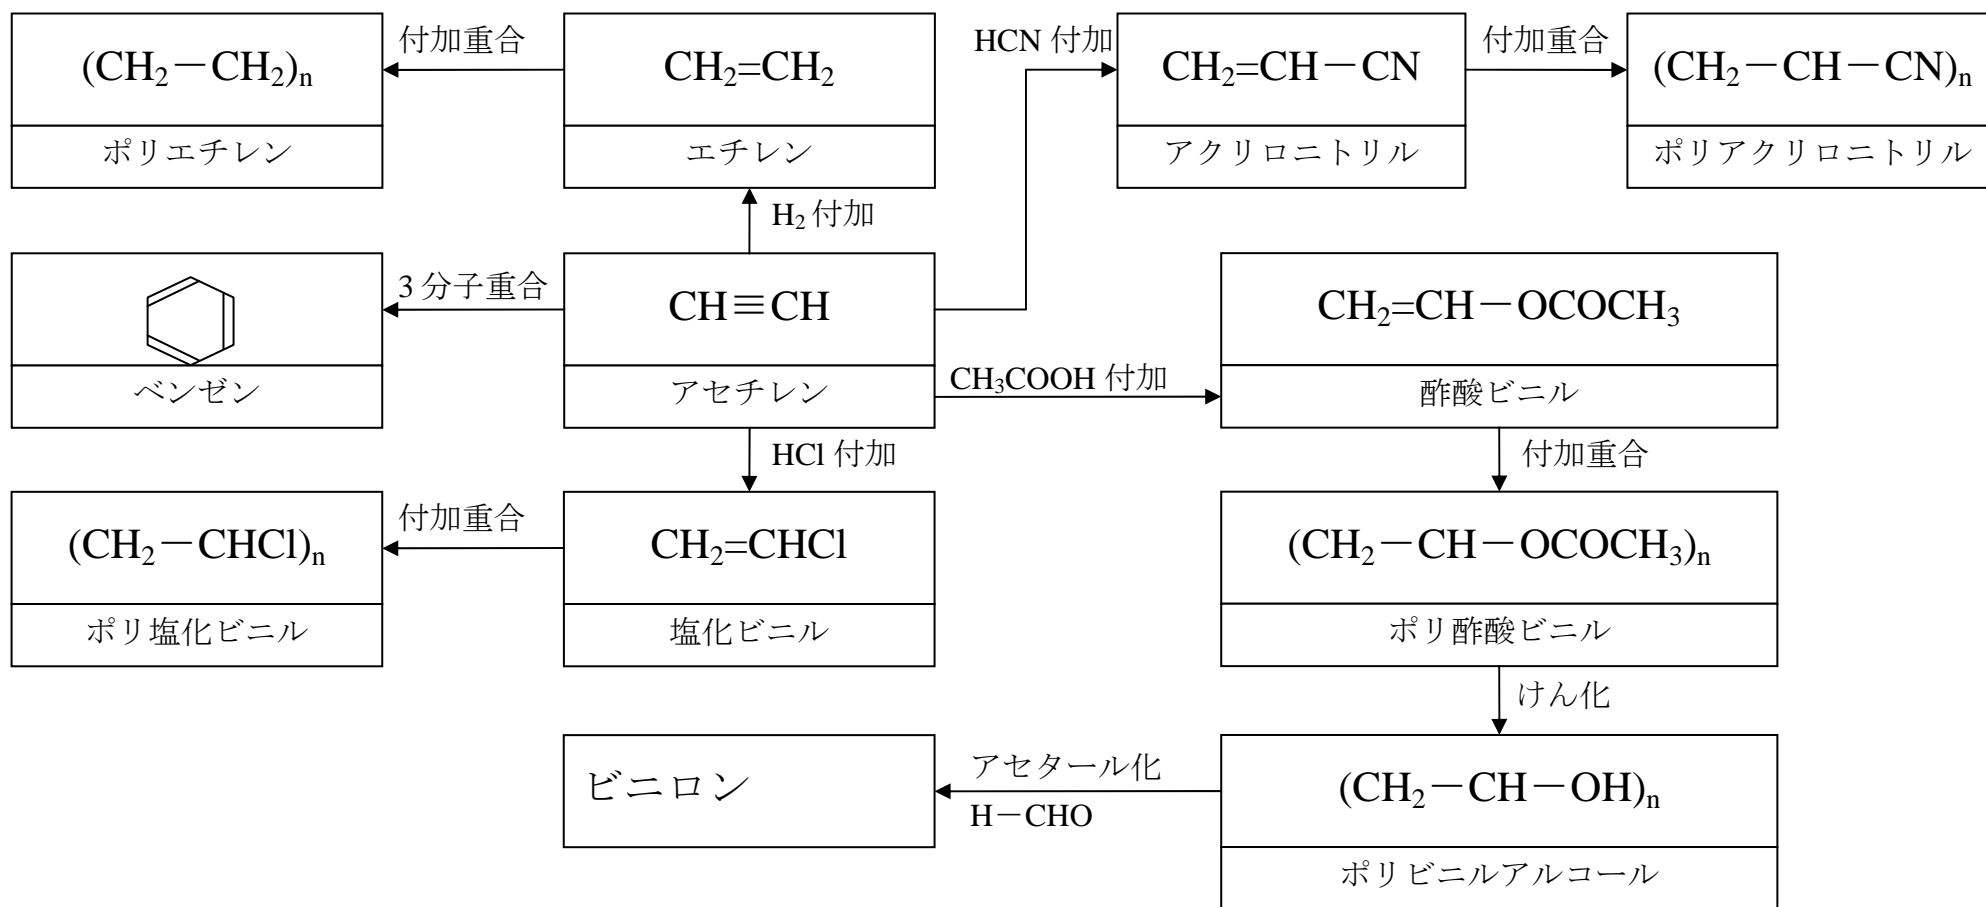 (CH₂－CH₂)ₙ
ポリエチレン
付加重合
CH₂=CH₂
エチレン
HCN 付加
CH₂=CH－CN
アクリロニトリル
付加重合
(CH₂－CH－CN)ₙ
ポリアクリロニトリル
H₂ 付加
ベンゼン
3 分子重合
CH≡CH
アセチレン
CH₃COOH 付加
CH₂=CH－OCOCH₃
酢酸ビニル
HCl 付加
付加重合
(CH₂－CHCl)ₙ
ポリ塩化ビニル
付加重合
CH₂=CHCl
塩化ビニル
(CH₂－CH－OCOCH₃)ₙ
ポリ酢酸ビニル
けん化
ビニロン
アセタール化
H－CHO
(CH₂－CH－OH)ₙ
ポリビニルアルコール